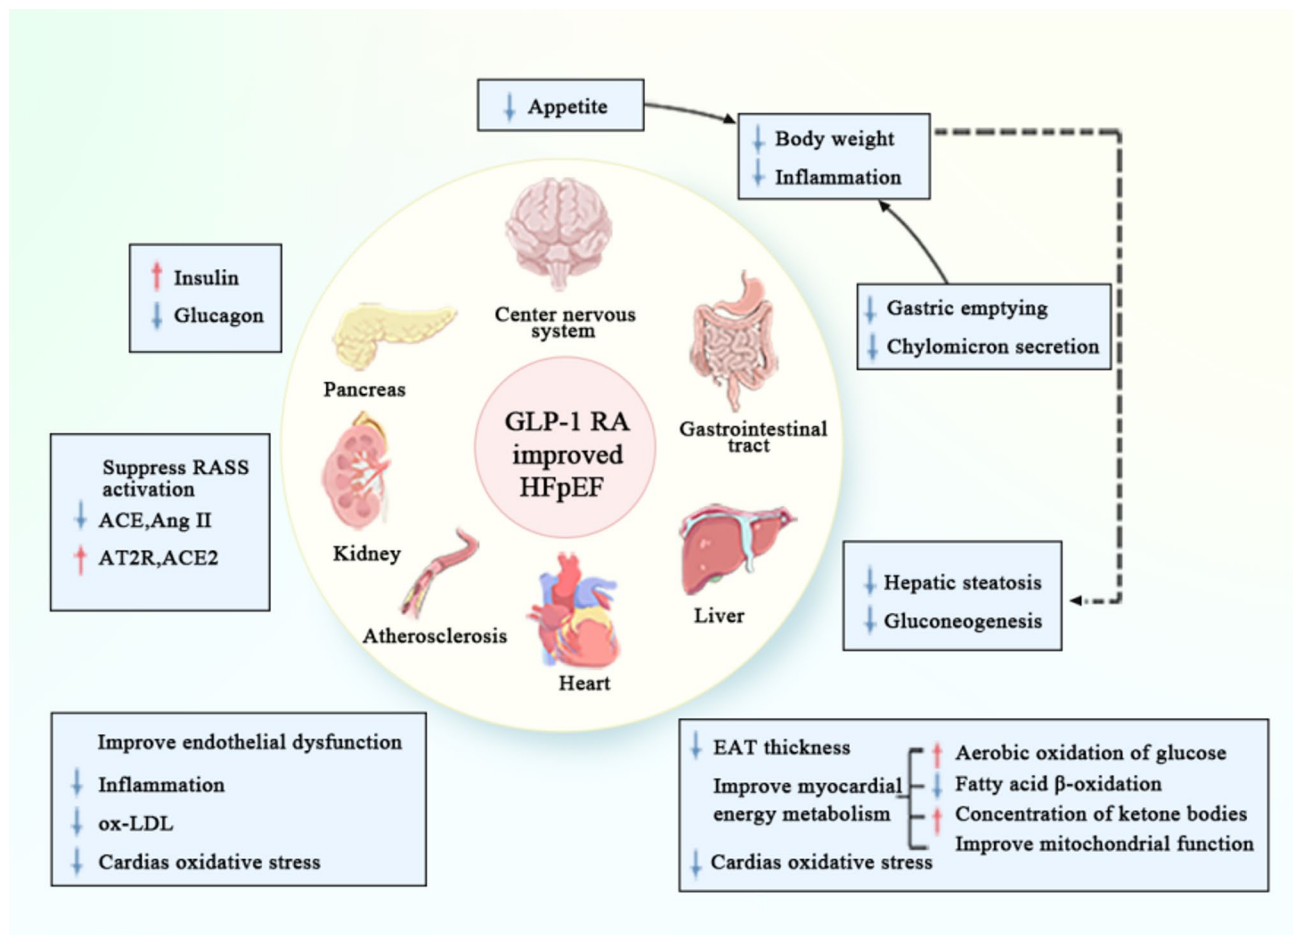 Appetite
Body weight
Inflammation
Insulin
Glucagon
Center nervous
system
Gastric emptying
Chylomicron secretion
Pancreas
GLP-1 RA
improved
HFpEF
Gastrointestinal
tract
Suppress RASS
activation
ACE,Ang II
AT2R,ACE2
Kidney
Hepatic steatosis
Gluconeogenesis
Liver
Atherosclerosis
Heart
Improve endothelial dysfunction
Inflammation
ox-LDL
Cardias oxidative stress
EAT thickness
Improve myocardial
energy metabolism
Aerobic oxidation of glucose
Fatty acid β-oxidation
Concentration of ketone bodies
Improve mitochondrial function
Cardias oxidative stress